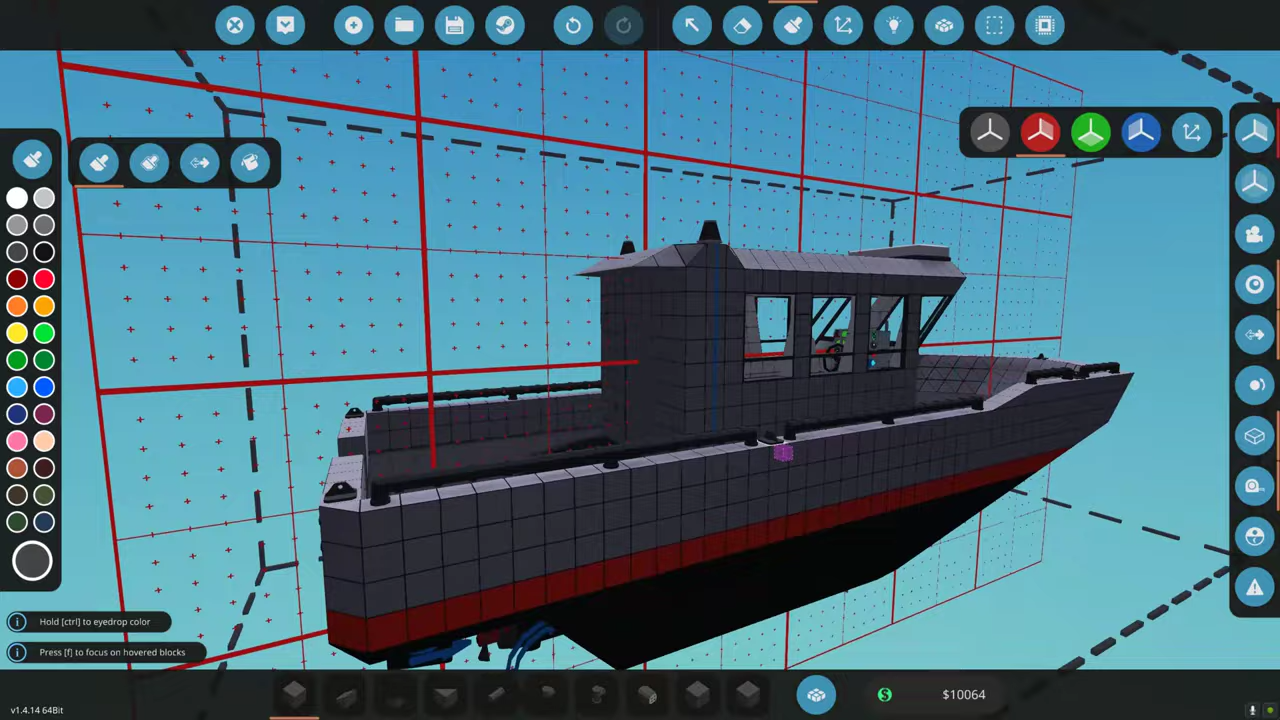 Hold [ctrl] to eyedrop color
Press [f] to focus on hovered blocks
$
$10064
v1.4.14 64Bit